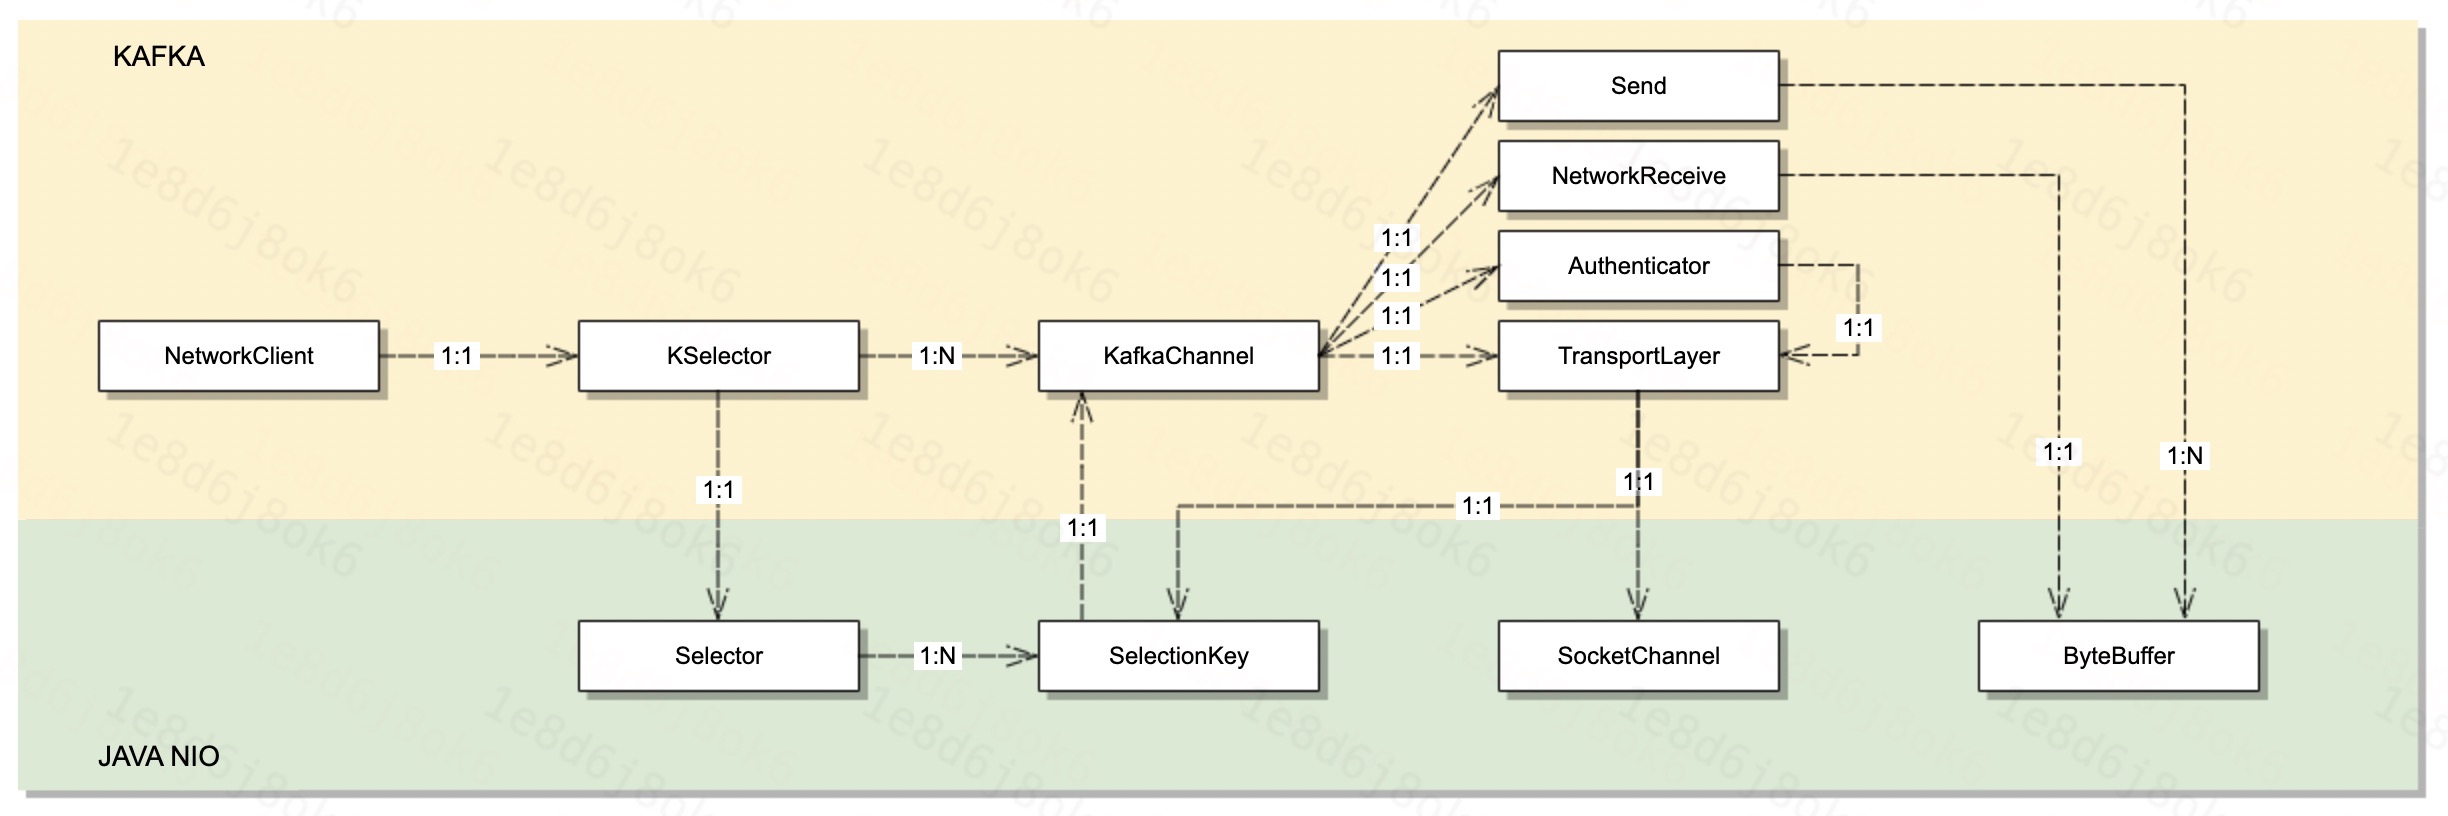 KAFKA
Send
NetworkReceive
1:1
1:1
Authenticator
1:1
1:1
NetworkClient
1:1
KSelector
1:N
KafkaChannel
1:1
TransportLayer
1:1
1:N
1:1
1:1
1:1
1:1
Selector
1:N
SelectionKey
SocketChannel
ByteBuffer
JAVA NIO
1e8d6j8ok6